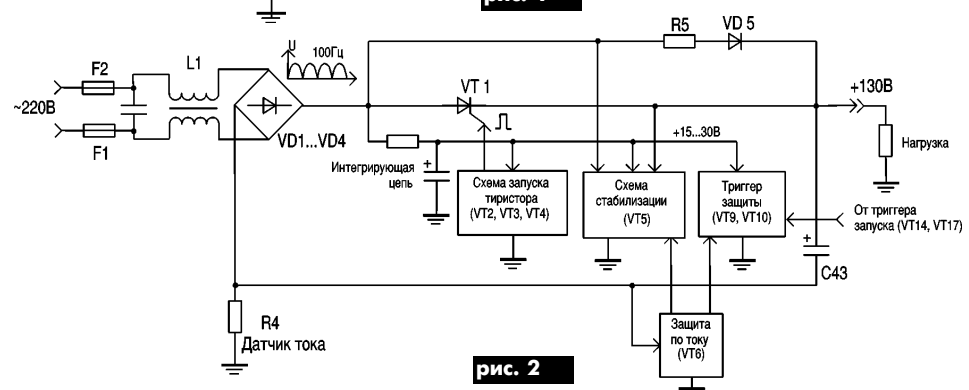 U
100Гц
R5
VD 5
F2
L1
VT 1
+130В
~220В
VD1...VD4
+15...30В
Нагрузка
F1
Интегрирующая
цепь
+
Схема запуска
тиристора
(VT2, VT3, VT4)
Схема
стабилизации
(VT5)
Триггер
защиты
(VT9, VT10)
От триггера
запуска (VT14, VT17)
+
C43
R4
Датчик тока
Защита
по току
(VT6)
рис. 2